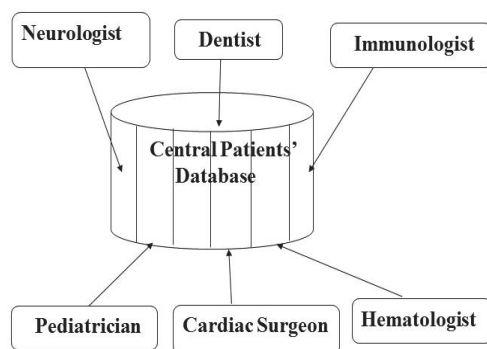 Neurologist
Dentist
Immunologist
Central Patients'
Database
Pediatrician
Cardiac Surgeon
Hematologist